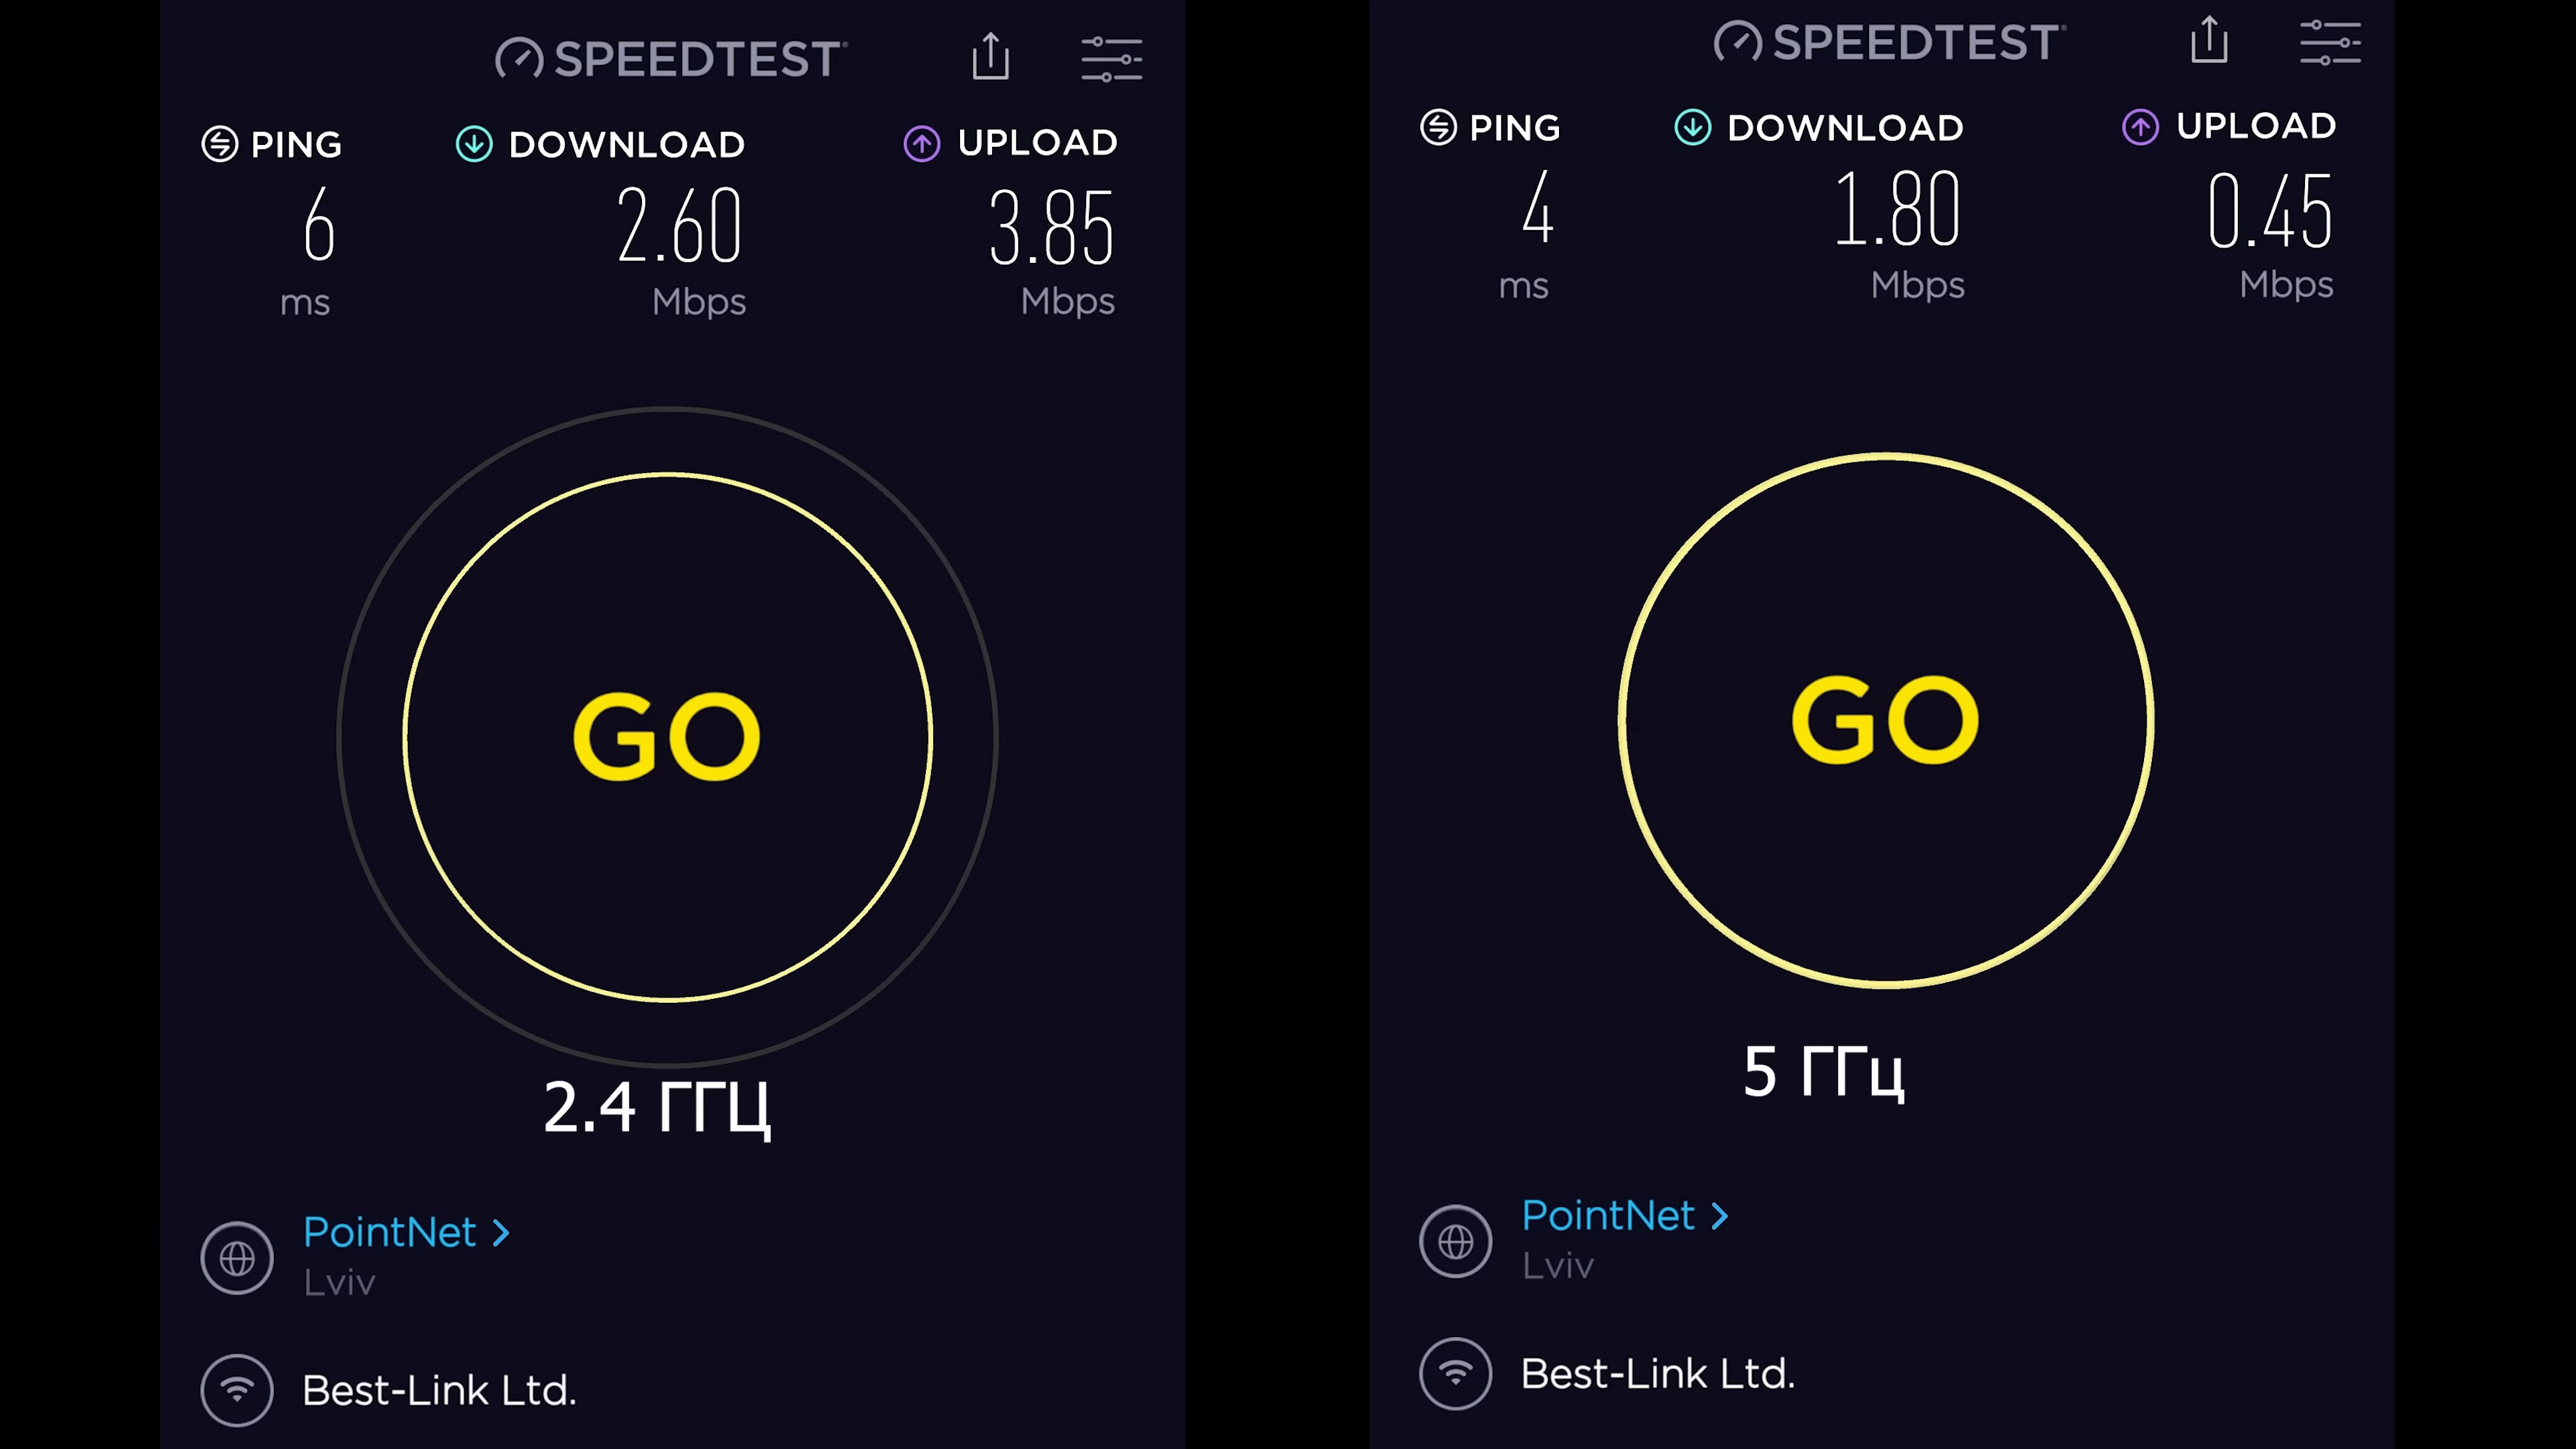 SPEEDTEST
PING DOWNLOAD UPLOAD
6 2.60 3.85
ms Mbps Mbps
GO
2.4 ГГЦ
PointNet >
Lviv
Best-Link Ltd.
SPEEDTEST
PING DOWNLOAD UPLOAD
4 1.80 0.45
ms Mbps Mbps
GO
5 ГГц
PointNet >
Lviv
Best-Link Ltd.